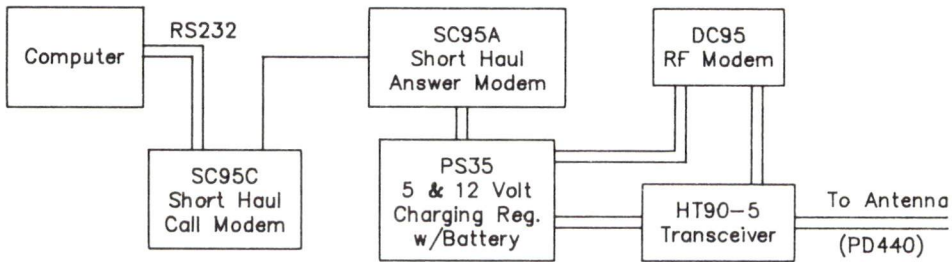 Computer
RS232
SC95C
Short Haul
Call Modem
SC95A
Short Haul
Answer Modem
PS35
5 & 12 Volt
Charging Reg.
w/Battery
DC95
RF Modem
HT90-5
Transceiver
To Antenna
(PD440)